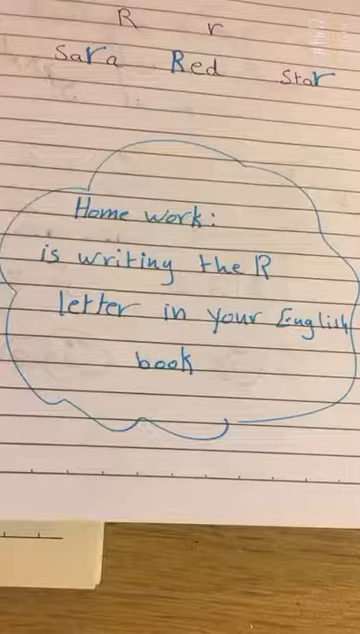 R r
Sara Red Star
Home work:
is writing the R
letter in your English
book